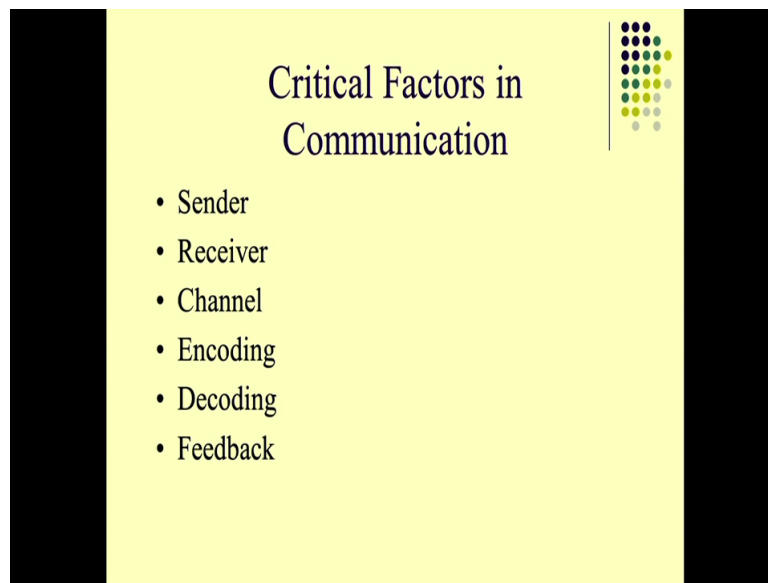 Critical Factors in
Communication
• Sender
• Receiver
• Channel
• Encoding
• Decoding
• Feedback